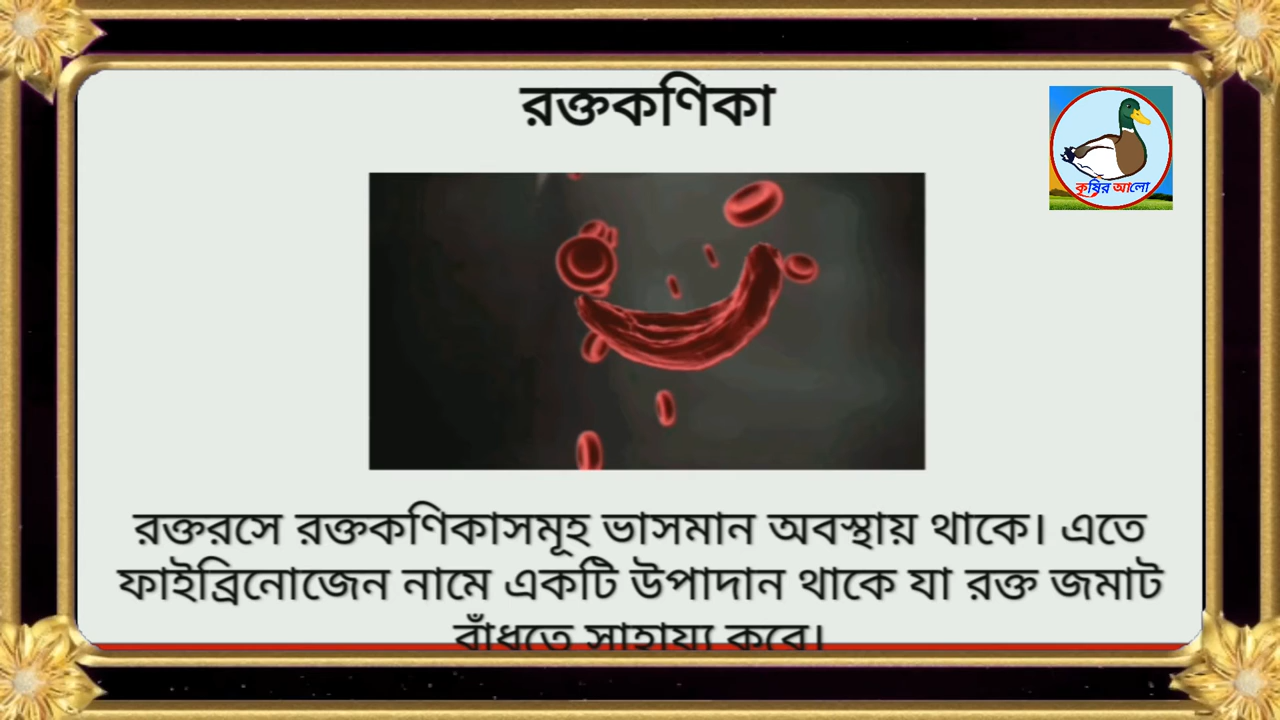 রক্তকণিকা
কৃষির আলো
রক্তরসে রক্তকণিকাসমূহ ভাসমান অবস্থায় থাকে। এতে
ফাইব্রিনোজেন নামে একটি উপাদান থাকে যা রক্ত জমাট
বাঁধতে সাহায্য করে।